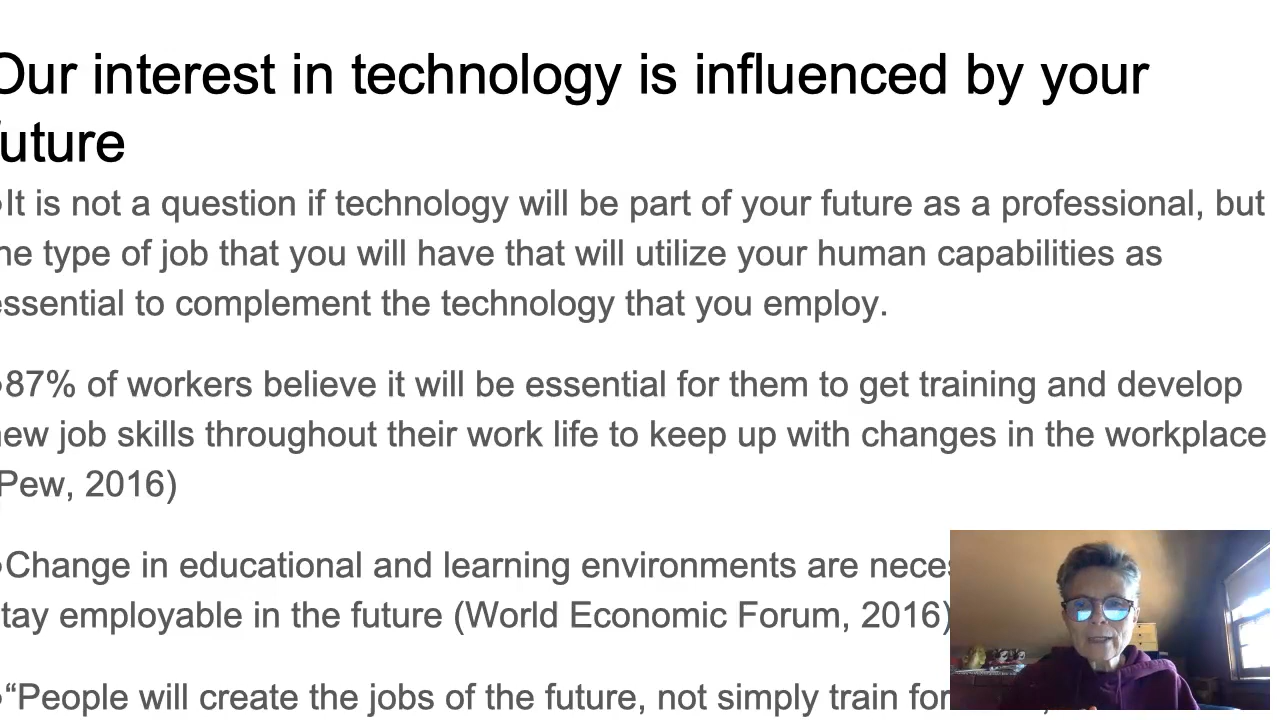 Our interest in technology is influenced by your
future
•It is not a question if technology will be part of your future as a professional, but
the type of job that you will have that will utilize your human capabilities as
essential to complement the technology that you employ.
•87% of workers believe it will be essential for them to get training and develop
new job skills throughout their work life to keep up with changes in the workplace
(Pew, 2016)
•Change in educational and learning environments are
stay employable in the future (World Economic Forum, 2016)
•“People will create the jobs of the future, not simply train for